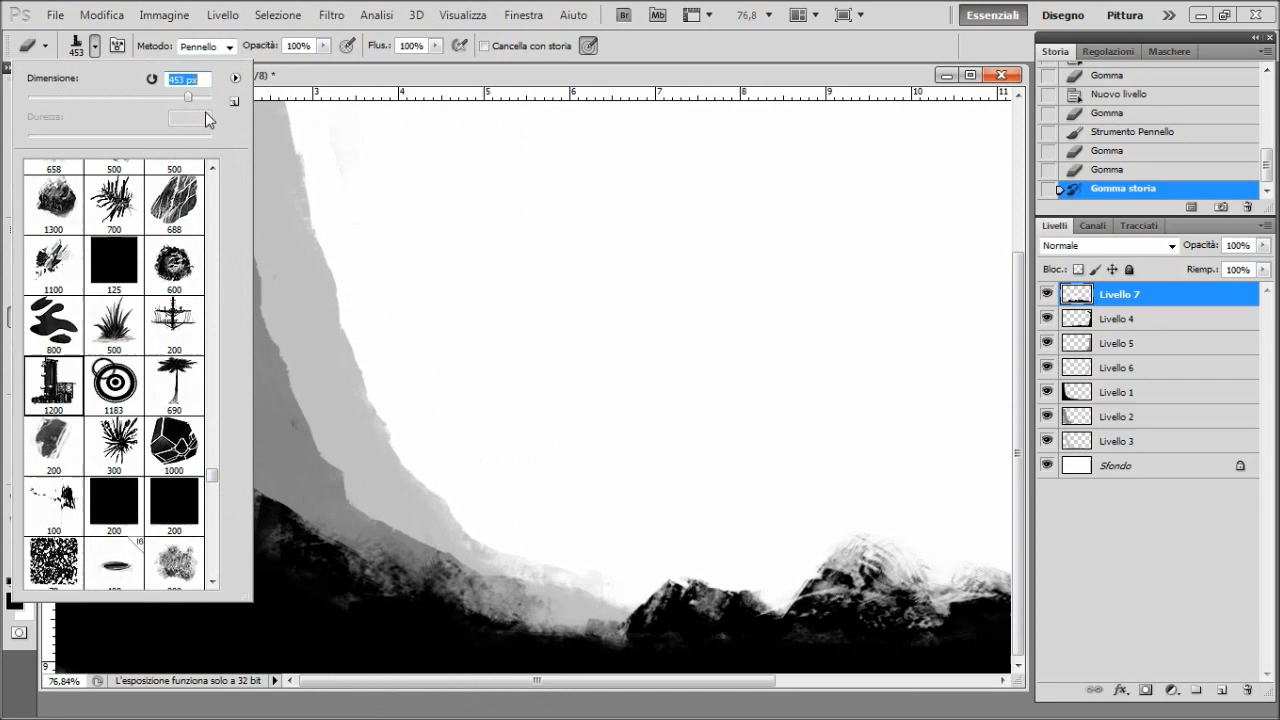 Ps File Modifica Immagine Livello Selezione Filtro Analisi 3D Visualizza Finestra Aiuto Br Mb 76,8 Essenziali Disegno Pittura
453 Metodo: Pennello Opacità: 100% Flus.: 100% Cancella con storia
Dimensione: 453 px
Durezza:
658 500 500
1300 700 688
1100 125 600
800 500 200
1200 1183 690
200 300 1000
100 200 200
/8) *
3 4 5 6 7 8 9 10 11
9
76,84% L'esposizione funziona solo a 32 bit
Storia Regolazioni Maschere
Gomma
Nuovo livello
Gomma
Strumento Pennello
Gomma
Gomma
Gomma storia
Livelli Canali Tracciati
Normale Opacità: 100%
Bloc.: Riemp.: 100%
Livello 7
Livello 4
Livello 5
Livello 6
Livello 1
Livello 2
Livello 3
Sfondo